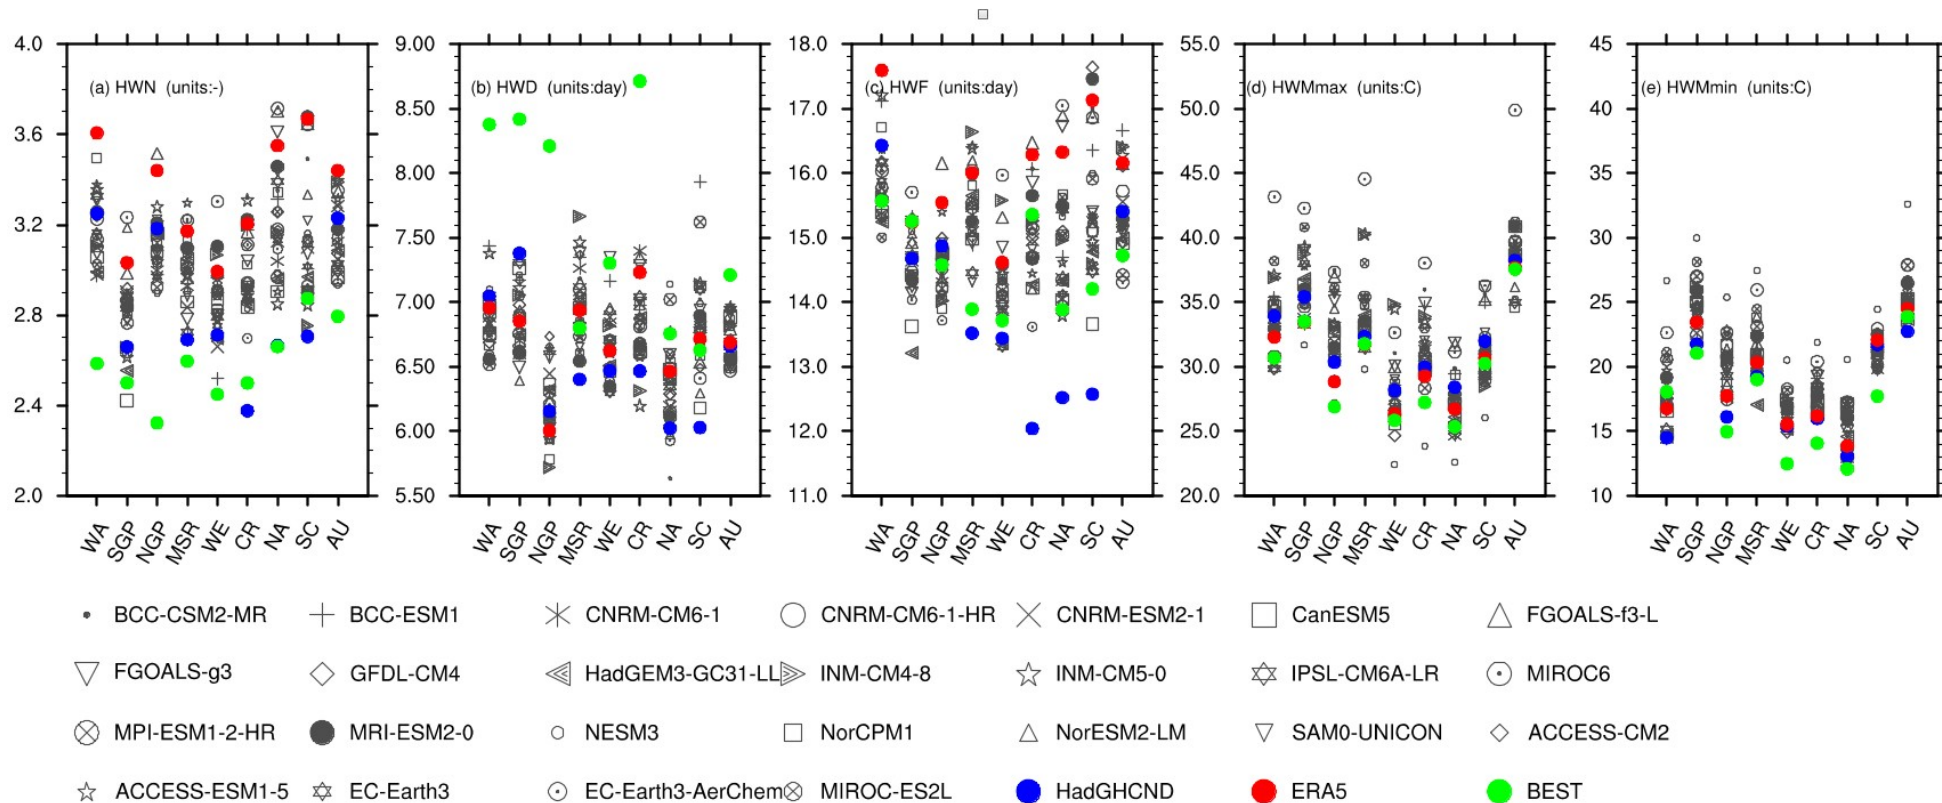 4.0 9.00 18.0 55.0 45
(a) HWN (units:-) (b) HWD (units:day) (c) HWF (units:day) (d) HWMmax (units:C) (e) HWMmin (units:C)
8.50 17.0 50.0 40
3.6
8.00 16.0 45.0 35
3.2 7.50 15.0 40.0 30
7.00 14.0 35.0 25
2.8
6.50 13.0 30.0 20
2.4
6.00 12.0 25.0 15
2.0 5.50 11.0 20.0 10
WA SGP NGP MSR WE CR NA SC AU WA SGP NGP MSR WE CR NA SC AU WA SGP NGP MSR WE CR NA SC AU WA SGP NGP MSR WE CR NA SC AU WA SGP NGP MSR WE CR NA SC AU
BCC-CSM2-MR BCC-ESM1 CNRM-CM6-1 CNRM-CM6-1-HR CNRM-ESM2-1 CanESM5 FGOALS-f3-L
FGOALS-g3 GFDL-CM4 HadGEM3-GC31-LL INM-CM4-8 INM-CM5-0 IPSL-CM6A-LR MIROC6
MPI-ESM1-2-HR MRI-ESM2-0 NESM3 NorCPM1 NorESM2-LM SAM0-UNICON ACCESS-CM2
ACCESS-ESM1-5 EC-Earth3 EC-Earth3-AerChem MIROC-ES2L HadGHCND ERA5 BEST